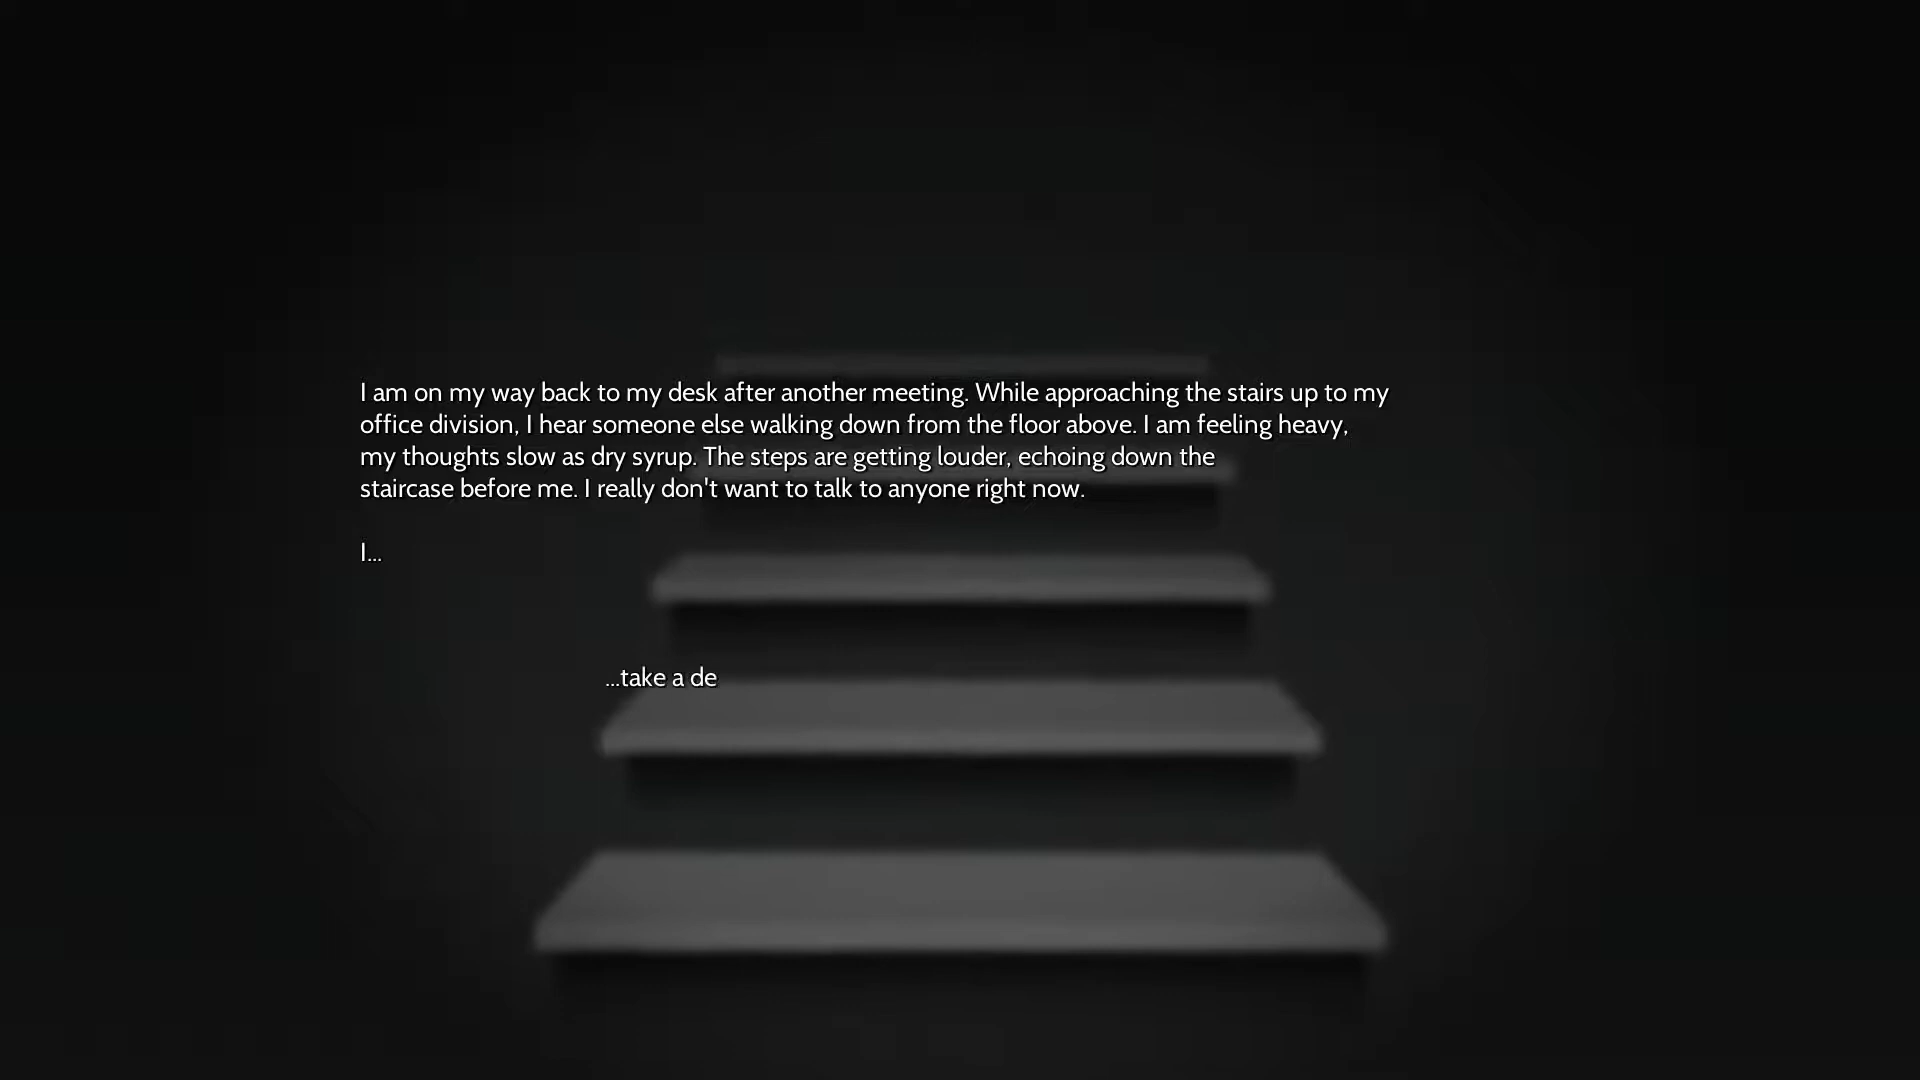 I am on my way back to my desk after another meeting. While approaching the stairs up to my
office division, I hear someone else walking down from the floor above. I am feeling heavy,
my thoughts slow as dry syrup. The steps are getting louder, echoing down the
staircase before me. I really don't want to talk to anyone right now.
I...
...take a de